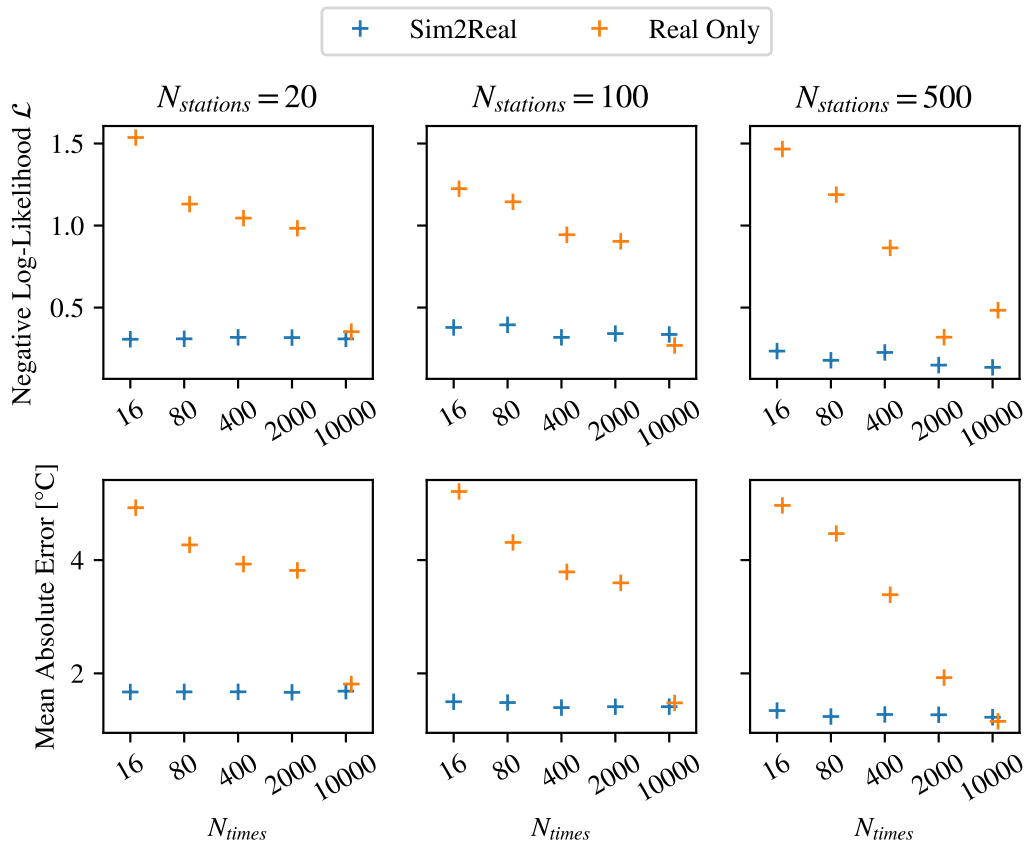 Sim2Real Real Only
N_stations = 20 N_stations = 100 N_stations = 500
Negative Log-Likelihood ℒ
1.5
1.0
0.5
16 80 400 2000 10000 16 80 400 2000 10000 16 80 400 2000 10000
Mean Absolute Error [°C]
4
2
16 80 400 2000 10000 16 80 400 2000 10000 16 80 400 2000 10000
N_times N_times N_times